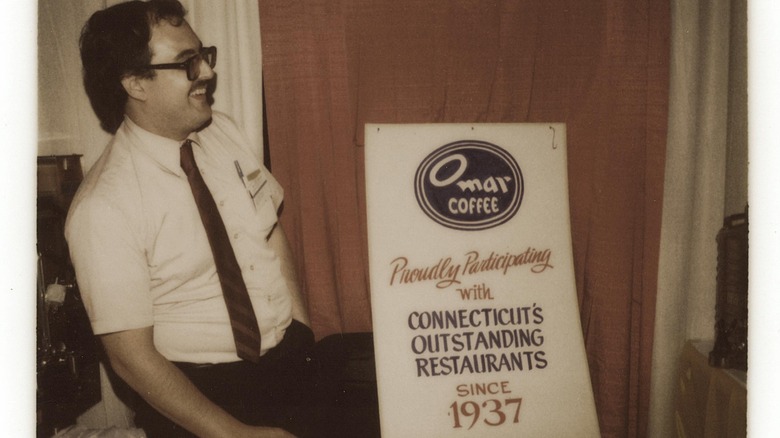 Omar
COFFEE
Proudly Participating
with
CONNECTICUT'S
OUTSTANDING
RESTAURANTS
SINCE
1937